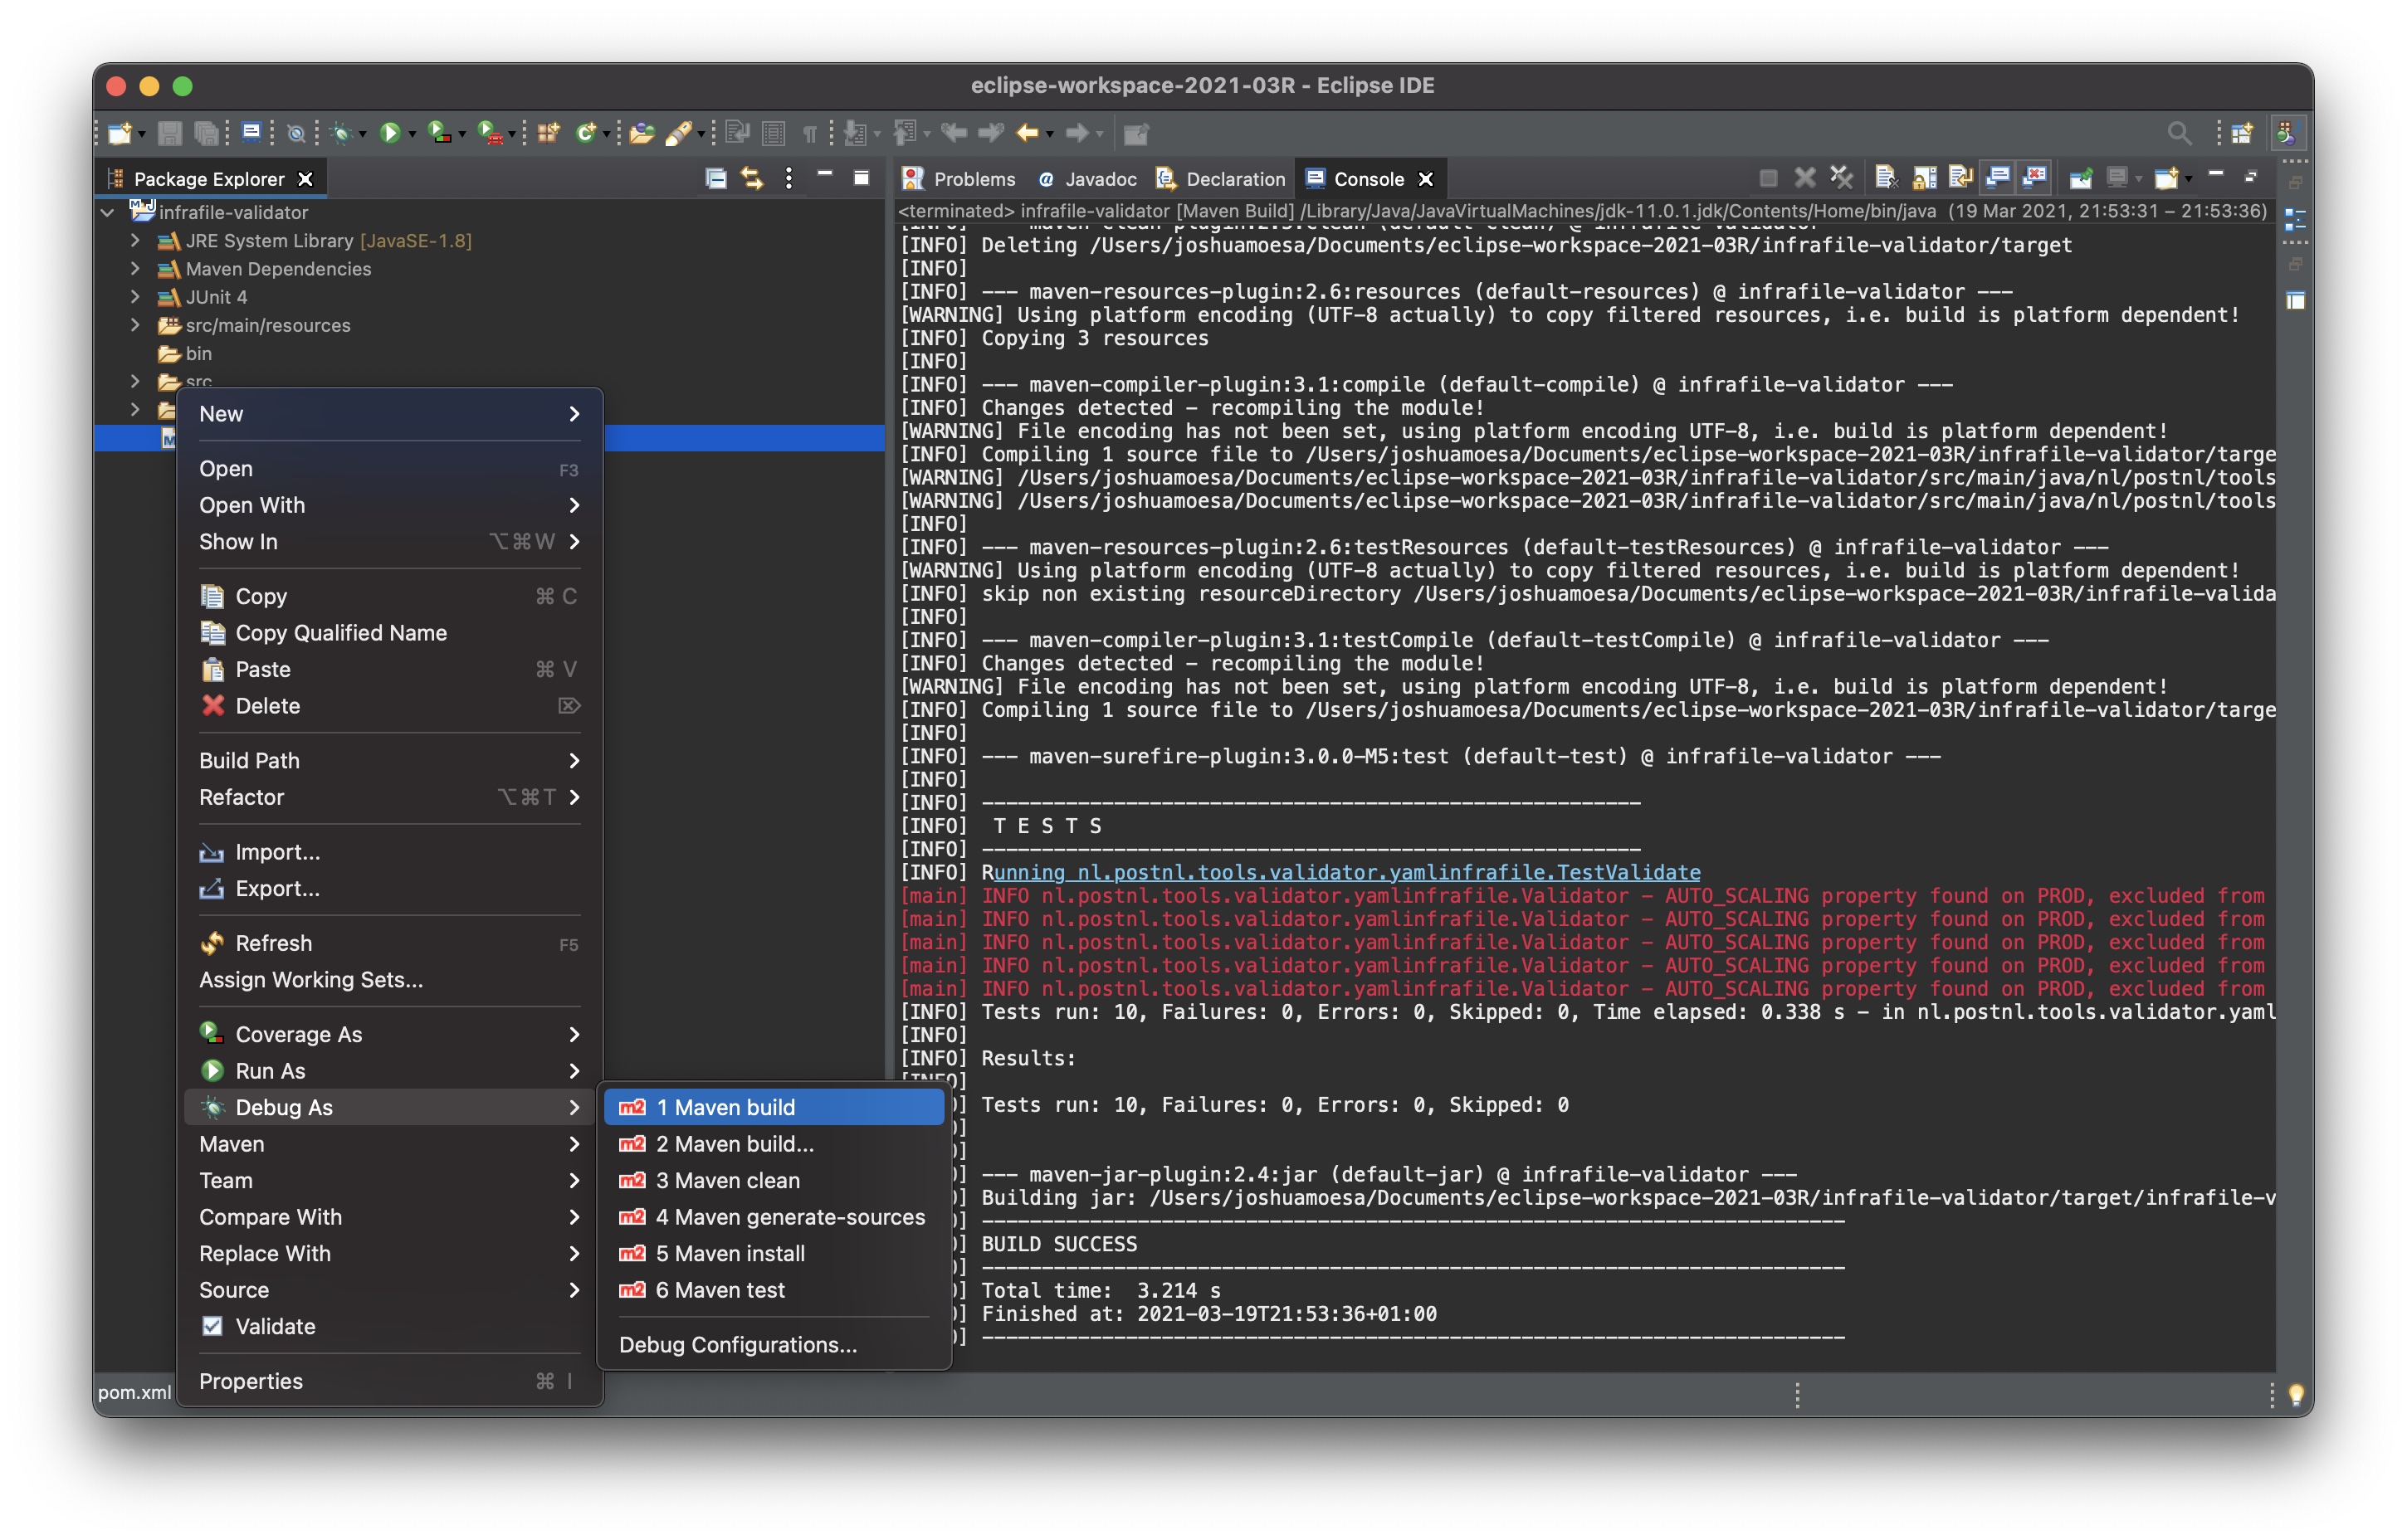 eclipse-workspace-2021-03R - Eclipse IDE
Package Explorer
infrafile-validator
JRE System Library [JavaSE-1.8]
Maven Dependencies
JUnit 4
src/main/resources
bin
src
New
Open F3
Open With
Show In ⌥⌘W
Copy ⌘ C
Copy Qualified Name
Paste ⌘ V
Delete
Build Path
Refactor ⌥⌘T
Import...
Export...
Refresh F5
Assign Working Sets...
Coverage As
Run As
Debug As
Maven
Team
Compare With
Replace With
Source
Validate
Properties ⌘ I
m2 1 Maven build
m2 2 Maven build...
m2 3 Maven clean
m2 4 Maven generate-sources
m2 5 Maven install
m2 6 Maven test
Debug Configurations...
pom.xml
Problems @ Javadoc Declaration Console
<terminated> infrafile-validator [Maven Build] /Library/Java/JavaVirtualMachines/jdk-11.0.1.jdk/Contents/Home/bin/java (19 Mar 2021, 21:53:31 – 21:53:36)
[INFO] --- maven-clean-plugin:2.5:clean (default-clean) @ infrafile-validator
[INFO] Deleting /Users/joshuamoesa/Documents/eclipse-workspace-2021-03R/infrafile-validator/target
[INFO]
[INFO] --- maven-resources-plugin:2.6:resources (default-resources) @ infrafile-validator ---
[WARNING] Using platform encoding (UTF-8 actually) to copy filtered resources, i.e. build is platform dependent!
[INFO] Copying 3 resources
[INFO]
[INFO] --- maven-compiler-plugin:3.1:compile (default-compile) @ infrafile-validator ---
[INFO] Changes detected - recompiling the module!
[WARNING] File encoding has not been set, using platform encoding UTF-8, i.e. build is platform dependent!
[INFO] Compiling 1 source file to /Users/joshuamoesa/Documents/eclipse-workspace-2021-03R/infrafile-validator/targe
[WARNING] /Users/joshuamoesa/Documents/eclipse-workspace-2021-03R/infrafile-validator/src/main/java/nl/postnl/tools
[WARNING] /Users/joshuamoesa/Documents/eclipse-workspace-2021-03R/infrafile-validator/src/main/java/nl/postnl/tools
[INFO]
[INFO] --- maven-resources-plugin:2.6:testResources (default-testResources) @ infrafile-validator ---
[WARNING] Using platform encoding (UTF-8 actually) to copy filtered resources, i.e. build is platform dependent!
[INFO] skip non existing resourceDirectory /Users/joshuamoesa/Documents/eclipse-workspace-2021-03R/infrafile-valida
[INFO]
[INFO] --- maven-compiler-plugin:3.1:testCompile (default-testCompile) @ infrafile-validator ---
[INFO] Changes detected - recompiling the module!
[WARNING] File encoding has not been set, using platform encoding UTF-8, i.e. build is platform dependent!
[INFO] Compiling 1 source file to /Users/joshuamoesa/Documents/eclipse-workspace-2021-03R/infrafile-validator/targe
[INFO]
[INFO] --- maven-surefire-plugin:3.0.0-M5:test (default-test) @ infrafile-validator ---
[INFO]
[INFO] -------------------------------------------------------
[INFO]  T E S T S
[INFO] -------------------------------------------------------
[INFO] Running nl.postnl.tools.validator.yamlinfrafile.TestValidate
[main] INFO nl.postnl.tools.validator.yamlinfrafile.Validator - AUTO_SCALING property found on PROD, excluded from
[main] INFO nl.postnl.tools.validator.yamlinfrafile.Validator - AUTO_SCALING property found on PROD, excluded from
[main] INFO nl.postnl.tools.validator.yamlinfrafile.Validator - AUTO_SCALING property found on PROD, excluded from
[main] INFO nl.postnl.tools.validator.yamlinfrafile.Validator - AUTO_SCALING property found on PROD, excluded from
[main] INFO nl.postnl.tools.validator.yamlinfrafile.Validator - AUTO_SCALING property found on PROD, excluded from
[INFO] Tests run: 10, Failures: 0, Errors: 0, Skipped: 0, Time elapsed: 0.338 s - in nl.postnl.tools.validator.yaml
[INFO]
[INFO] Results:
[INFO]
] Tests run: 10, Failures: 0, Errors: 0, Skipped: 0
]
]
] --- maven-jar-plugin:2.4:jar (default-jar) @ infrafile-validator ---
] Building jar: /Users/joshuamoesa/Documents/eclipse-workspace-2021-03R/infrafile-validator/target/infrafile-v
] ------------------------------------------------------------------------
] BUILD SUCCESS
] ------------------------------------------------------------------------
] Total time:  3.214 s
] Finished at: 2021-03-19T21:53:36+01:00
] ------------------------------------------------------------------------